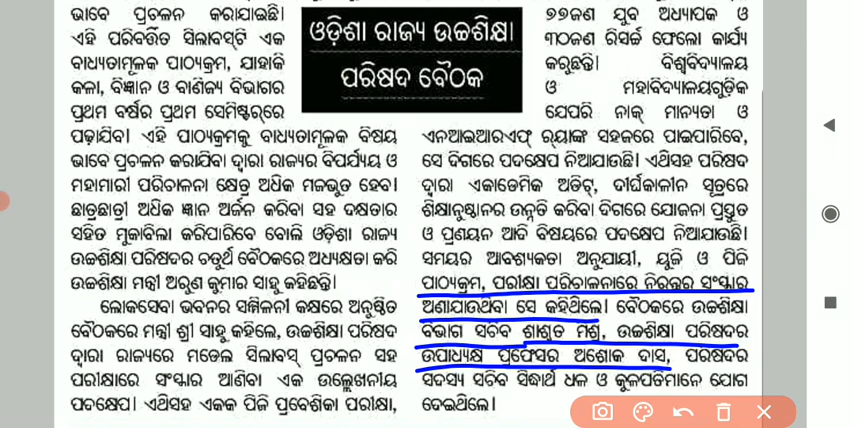 ଭାବେ ପ୍ରଚଳନ କରାଯାଇଛି।
ଏହି ପରିବର୍ତ୍ତିତ ସିଲାବସ୍‌ଟି ଏକ
ବାଧ୍ୟତାମୂଳକ ପାଠ୍ୟକ୍ରମ, ଯାହାକି
କଳା, ବିଜ୍ଞାନ ଓ ବାଣିଜ୍ୟ ବିଭାଗର
ପ୍ରଥମ ବର୍ଷର ପ୍ରଥମ ସେମିଷ୍ଟର୍‌ରେ
ପଢ଼ାଯିବ। ଏହି ପାଠ୍ୟକ୍ରମକୁ ବାଧ୍ୟତାମୂଳକ ବିଷୟ
ଭାବେ ପ୍ରଚଳନ କରାଯିବା ଦ୍ୱାରା ରାଜ୍ୟର ବିପର୍ଯ୍ୟୟ ଓ
ମହାମାରୀ ପରିଚାଳନା କ୍ଷେତ୍ର ଅଧିକ ମଜଭୁତ ହେବ।
ଛାତ୍ରଛାତ୍ରୀ ଅଧିକ ଜ୍ଞାନ ଅର୍ଜନ କରିବା ସହ ଦକ୍ଷତାର
ସହିତ ମୁକାବିଲା କରିପାରିବେ ବୋଲି ଓଡ଼ିଶା ରାଜ୍ୟ
ଉଚ୍ଚଶିକ୍ଷା ପରିଷଦର ଚତୁର୍ଥ ବୈଠକରେ ଅଧ୍ୟକ୍ଷତା କରି
ଉଚ୍ଚଶିକ୍ଷା ମନ୍ତ୍ରୀ ଅରୁଣ କୁମାର ସାହୁ କହିଛନ୍ତି।
ଲୋକସେବା ଭବନର ସମ୍ମିଳନୀ କକ୍ଷରେ ଅନୁଷ୍ଠିତ
ବୈଠକରେ ମନ୍ତ୍ରୀ ଶ୍ରୀ ସାହୁ କହିଲେ, ଉଚ୍ଚଶିକ୍ଷା ପରିଷଦ
ଦ୍ୱାରା ରାଜ୍ୟରେ ମଡେଲ ସିଲାବସ୍ ପ୍ରଚଳନ ସହ
ପରୀକ୍ଷାରେ ସଂସ୍କାର ଆଣିବା ଏକ ଉଲ୍ଲେଖନୀୟ
ପଦକ୍ଷେପ। ଏଥିସହ ଏକକ ପିଜି ପ୍ରବେଶିକା ପରୀକ୍ଷା,
ଓଡ଼ିଶା ରାଜ୍ୟ ଉଚ୍ଚଶିକ୍ଷା
ପରିଷଦ ବୈଠକ
୭୭ଜଣ ଯୁବ ଅଧ୍ୟାପକ ଓ
୩୦ଜଣ ରିସର୍ଚ୍ଚ ଫେଲୋ କାର୍ଯ୍ୟ
କରୁଛନ୍ତି। ବିଶ୍ୱବିଦ୍ୟାଳୟ
ଓ ମହାବିଦ୍ୟାଳୟଗୁଡ଼ିକ
ଯେପରି ନାକ୍ ମାନ୍ୟତା ଓ
ଏନଆଇଆରଏଫ୍ ର‍୍ୟାଙ୍କ ସହଜରେ ପାଇପାରିବେ,
ସେ ଦିଗରେ ପଦକ୍ଷେପ ନିଆଯାଉଛି। ଏଥିସହ ପରିଷଦ
ଦ୍ୱାରା ଏକାଡେମିକ ଅଡିଟ୍, ଦୀର୍ଘକାଳୀନ ସୂତ୍ରରେ
ଶିକ୍ଷାନୁଷ୍ଠାନର ଉନ୍ନତି କରିବା ଦିଗରେ ଯୋଜନା ପ୍ରସ୍ତୁତ
ଓ ପ୍ରଣୟନ ଆଦି ବିଷୟରେ ପଦକ୍ଷେପ ନିଆଯାଉଛି।
ସମୟର ଆବଶ୍ୟକତା ଅନୁଯାୟୀ, ୟୁଜି ଓ ପିଜି
ପାଠ୍ୟକ୍ରମ, ପରୀକ୍ଷା ପରିଚାଳନାରେ ନିରନ୍ତର ସଂସ୍କାର
ଅଣାଯାଉଥିବା ସେ କହିଥିଲେ। ବୈଠକରେ ଉଚ୍ଚଶିକ୍ଷା
ବିଭାଗ ସଚିବ ଶାଶ୍ୱତ ମିଶ୍ର, ଉଚ୍ଚଶିକ୍ଷା ପରିଷଦର
ଉପାଧ୍ୟକ୍ଷ ପ୍ରଫେସର ଅଶୋକ ଦାସ, ପରିଷଦର
ସଦସ୍ୟ ସଚିବ ସିଦ୍ଧାର୍ଥ ଧଳ ଓ କୁଳପତିମାନେ ଯୋଗ
ଦେଇଥିଲେ।